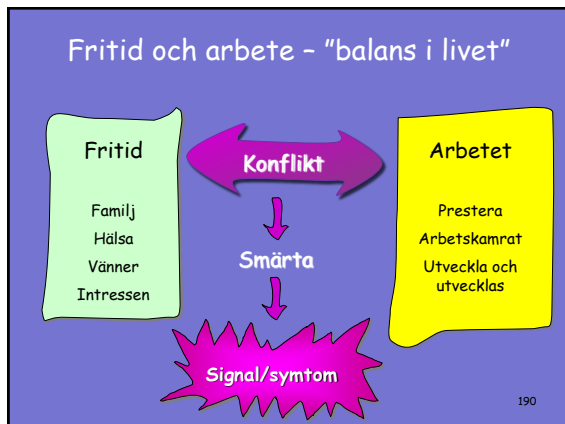 Fritid och arbete – ”balans i livet”
Fritid
Familj
Hälsa
Vänner
Intressen
Konflikt
Smärta
Signal/symtom
Arbetet
Prestera
Arbetskamrat
Utveckla och
utvecklas
190